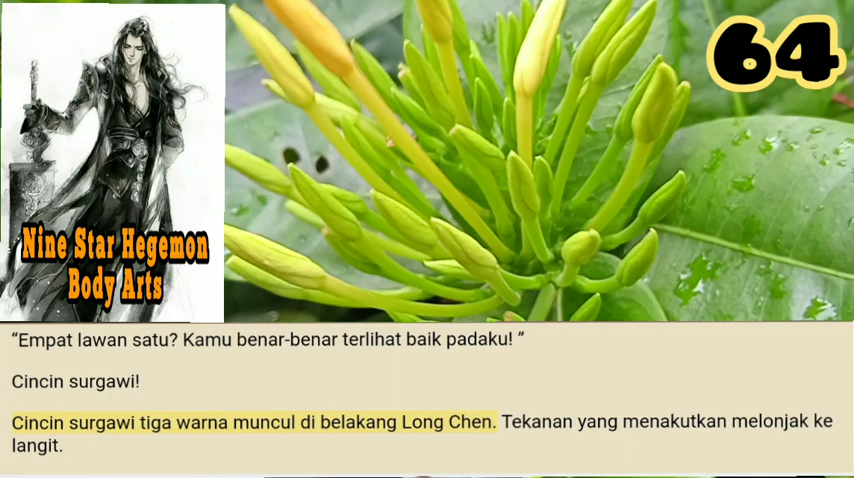 64
Nine Star Hegemon
Body Arts
“Empat lawan satu? Kamu benar-benar terlihat baik padaku! ”
Cincin surgawi!
Cincin surgawi tiga warna muncul di belakang Long Chen. Tekanan yang menakutkan melonjak ke
langit.